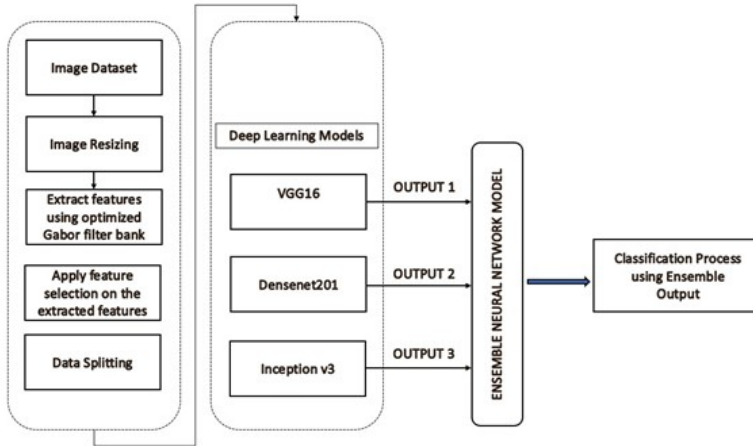 Image Dataset
Image Resizing
Extract features
using optimized
Gabor filter bank
Apply feature
selection on the
extracted features
Data Splitting
Deep Learning Models
VGG16
Densenet201
Inception v3
OUTPUT 1
OUTPUT 2
OUTPUT 3
ENSEMBLE NEURAL NETWORK MODEL
Classification Process
using Ensemble
Output